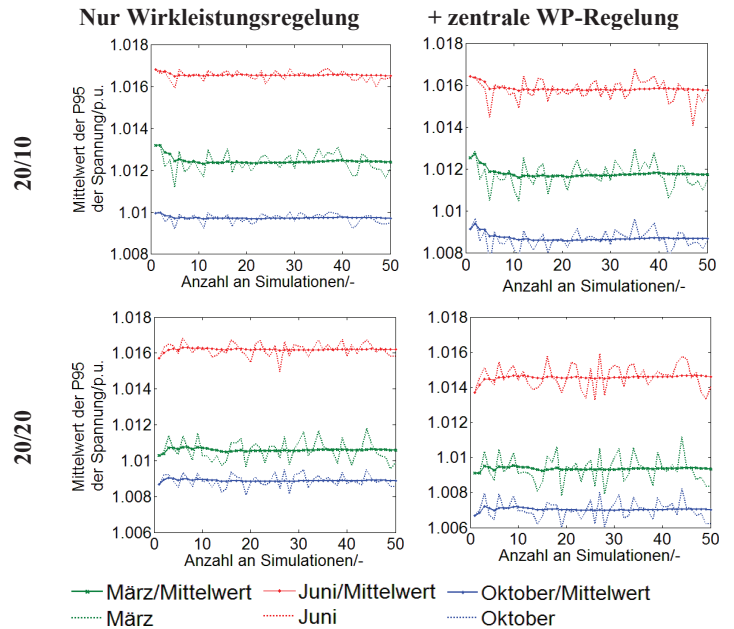 Nur Wirkleistungsregelung
+ zentrale WP-Regelung
20/10
Mittelwert der P95
der Spannung/p.u.
1.018
1.016
1.014
1.012
1.01
1.008
0 10 20 30 40 50
Anzahl an Simulationen/-
1.018
1.016
1.014
1.012
1.01
1.008
0 10 20 30 40 50
Anzahl an Simulationen/-
20/20
Mittelwert der P95
der Spannung/p.u.
1.018
1.016
1.014
1.012
1.01
1.008
1.006
0 10 20 30 40 50
Anzahl an Simulationen/-
1.018
1.016
1.014
1.012
1.01
1.008
1.006
0 10 20 30 40 50
Anzahl an Simulationen/-
März/Mittelwert Juni/Mittelwert Oktober/Mittelwert
März Juni Oktober